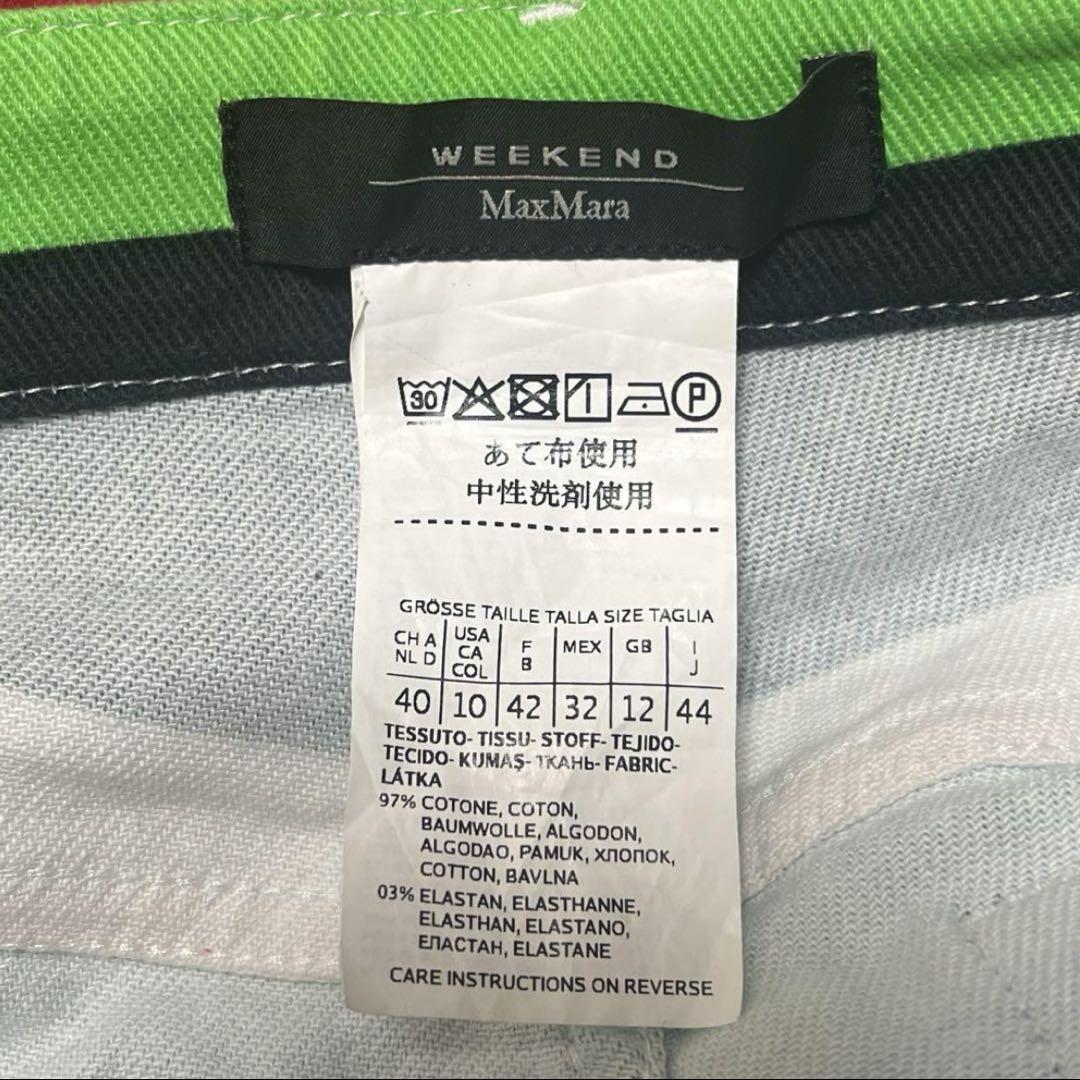 WEEKEND
MaxMara
30 P
あて布使用
中性洗剤使用
GRÖSSE TAILLE TALLA SIZE TAGLIA
CH A NL D USA CA COL F B MEX GB I J
40 10 42 32 12 44
TESSUTO- TISSU- STOFF- TEJIDO-
TECIDO- KUMAŞ- ТКАНЬ- FABRIC-
LÁTKA
97% COTONE, COTON,
BAUMWOLLE, ALGODON,
ALGODAO, PAMUK, ХЛОПОК,
COTTON, BAVLNA
03% ELASTAN, ELASTHANNE,
ELASTHAN, ELASTANO,
ЕПАСТАН, ELASTANE
CARE INSTRUCTIONS ON REVERSE